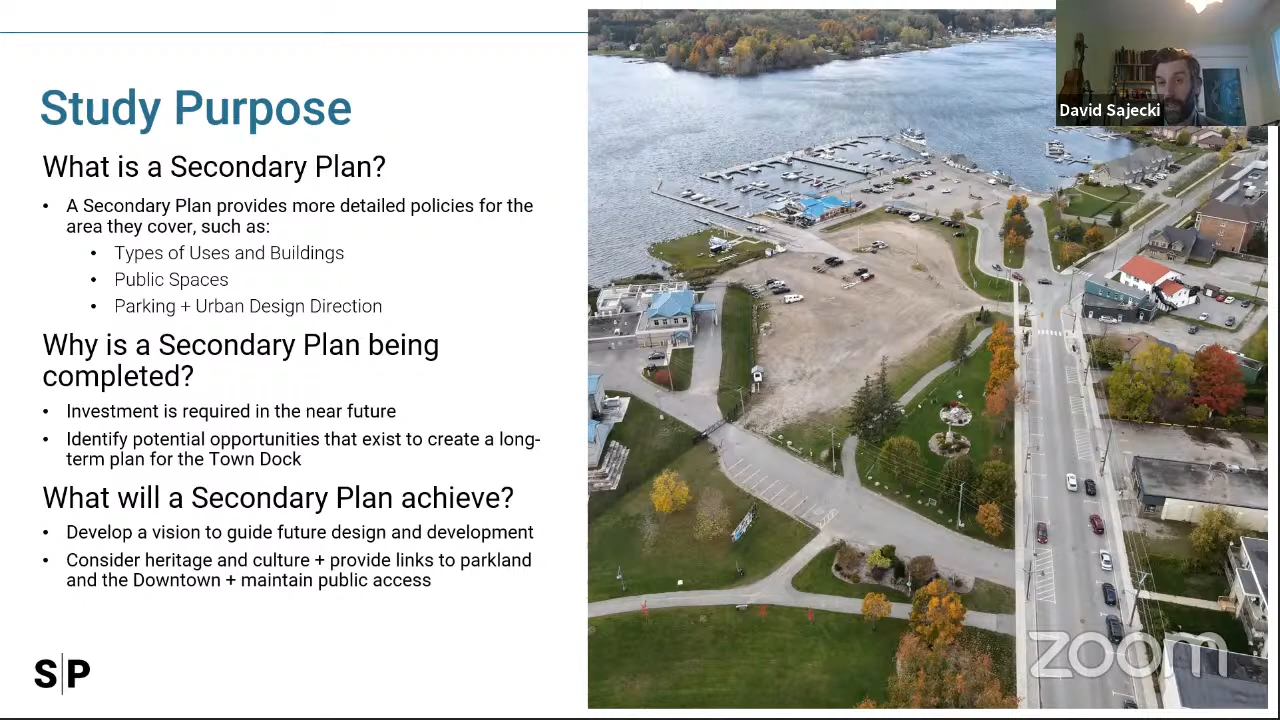 Study Purpose
What is a Secondary Plan?
• A Secondary Plan provides more detailed policies for the
area they cover, such as:
• Types of Uses and Buildings
• Public Spaces
• Parking + Urban Design Direction
Why is a Secondary Plan being
completed?
• Investment is required in the near future
• Identify potential opportunities that exist to create a long-
term plan for the Town Dock
What will a Secondary Plan achieve?
• Develop a vision to guide future design and development
• Consider heritage and culture + provide links to parkland
and the Downtown + maintain public access
S|P
David Sajecki
zoom